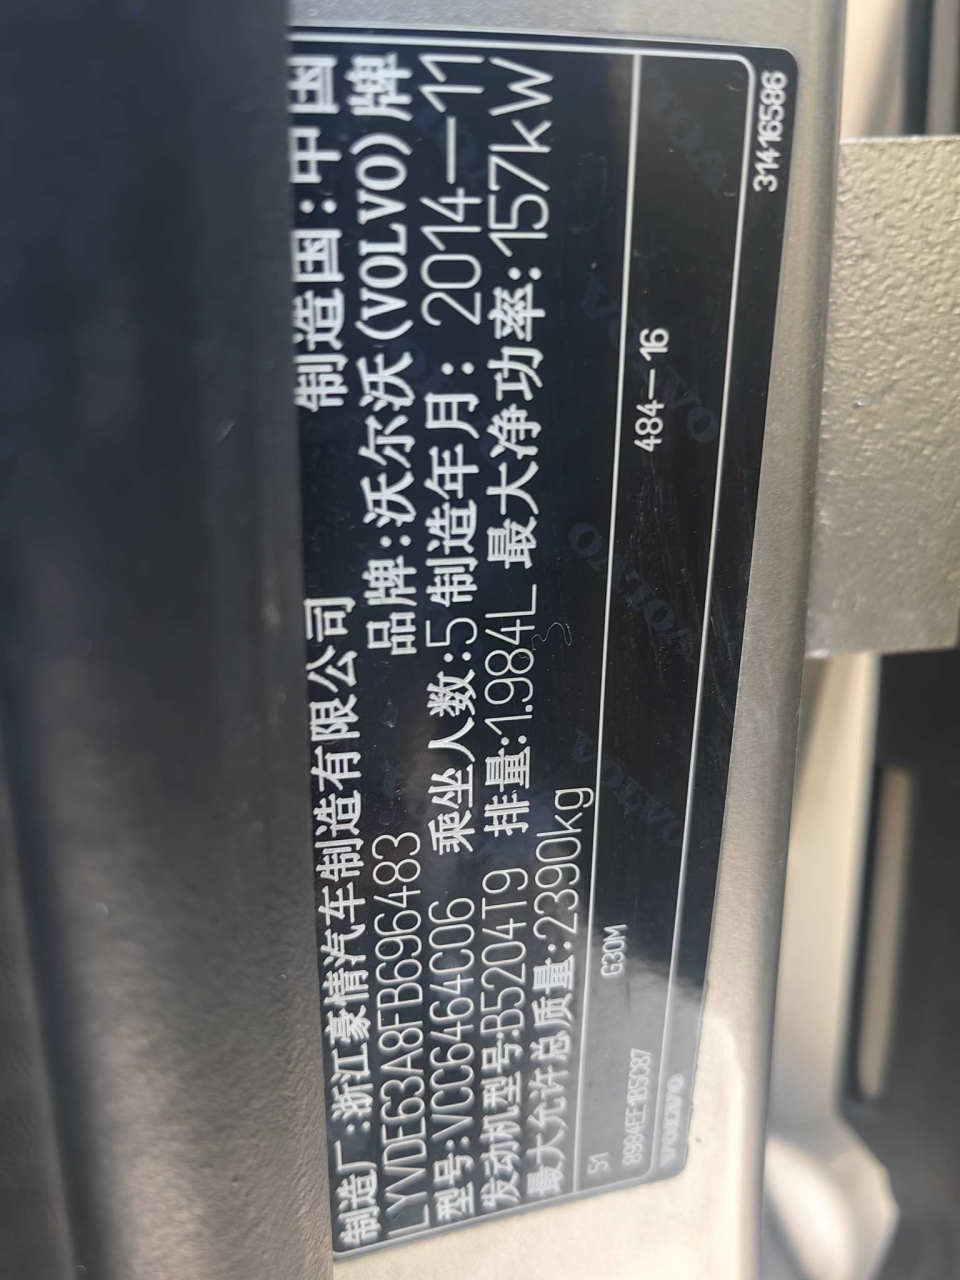 制造厂:浙江豪情汽车制造有限公司 制造国:中国
LYVDE63A8FB696483 品牌:沃尔沃(VOLVO)牌
型号:VCC6464C06 乘坐人数:5 制造年月: 2014—11
发动机型号:B5204T9 排量:1.984L 最大净功率:157kW
最大允许总质量:2390kg
51 G30M 484—16
8984EE1B5C87
VOLVO 31416586